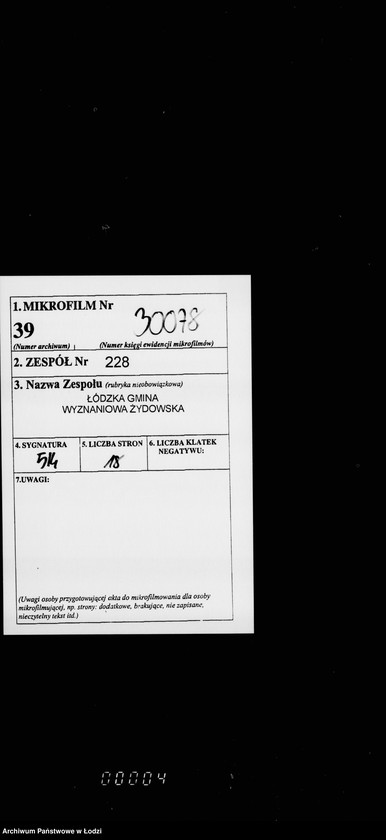 1. MIKROFILM Nr
39 30078
(Numer archiwum) (Numer księgi ewidencji mikrofilmów)
2. ZESPÓŁ Nr 228
3. Nazwa Zespołu (rubryka nieobowiązkowa)
ŁÓDZKA GMINA
WYZNANIOWA ŻYDOWSKA
4. SYGNATURA 5. LICZBA STRON 6. LICZBA KLATEK
NEGATYWU:
514 18
7. UWAGI:
(Uwagi osoby przygotowującej akta do mikrofilmowania dla osoby
mikrofilmującej, np. strony: dodatkowe, brakujące, nie zapisane,
nieczytelny tekst itd.)
00004
Archiwum Państwowe w Łodzi